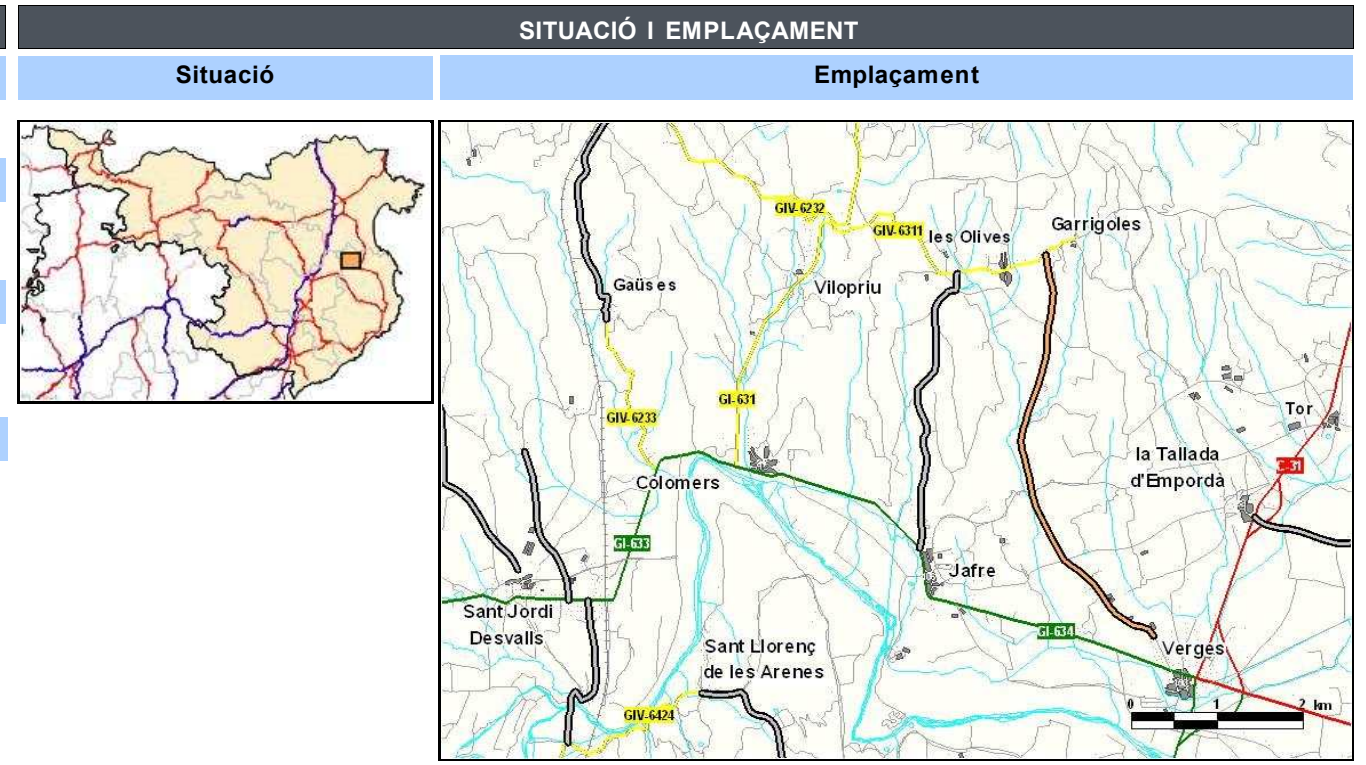 SITUACIÓ I EMPLAÇAMENT
Situació
Emplaçament
GIV-6232
GIV-6311
les Olives
Garrigoles
Gaüses
Vilopriu
GI-631
GIV-6233
Tor
la Tallada
d'Empordà
C-31
Colomers
GI-633
Jafre
Sant Jordi
Desvalls
GI-634
Verges
Sant Llorenç
de les Arenes
GIV-6424
0 1 2 km